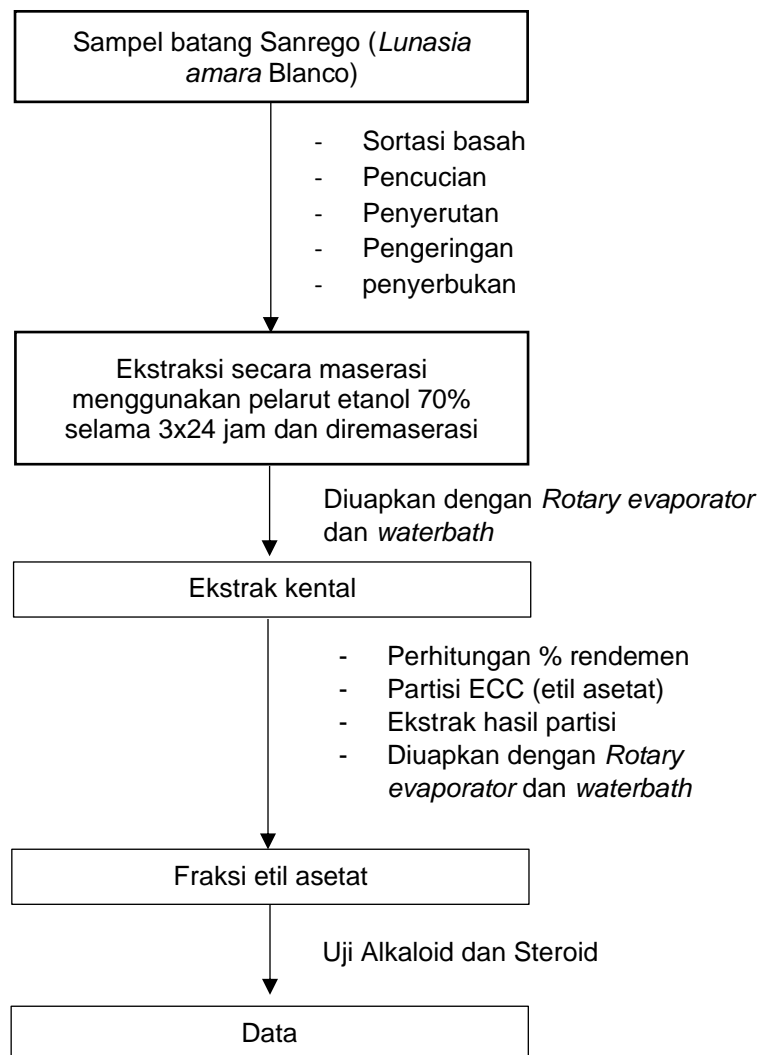 Sampel batang Sanrego (Lunasia
amara Blanco)
- Sortasi basah
- Pencucian
- Penyerutan
- Pengeringan
- penyerbukan
Ekstraksi secara maserasi
menggunakan pelarut etanol 70%
selama 3x24 jam dan diremaserasi
Diuapkan dengan Rotary evaporator
dan waterbath
Ekstrak kental
- Perhitungan % rendemen
- Partisi ECC (etil asetat)
- Ekstrak hasil partisi
- Diuapkan dengan Rotary
evaporator dan waterbath
Fraksi etil asetat
Uji Alkaloid dan Steroid
Data